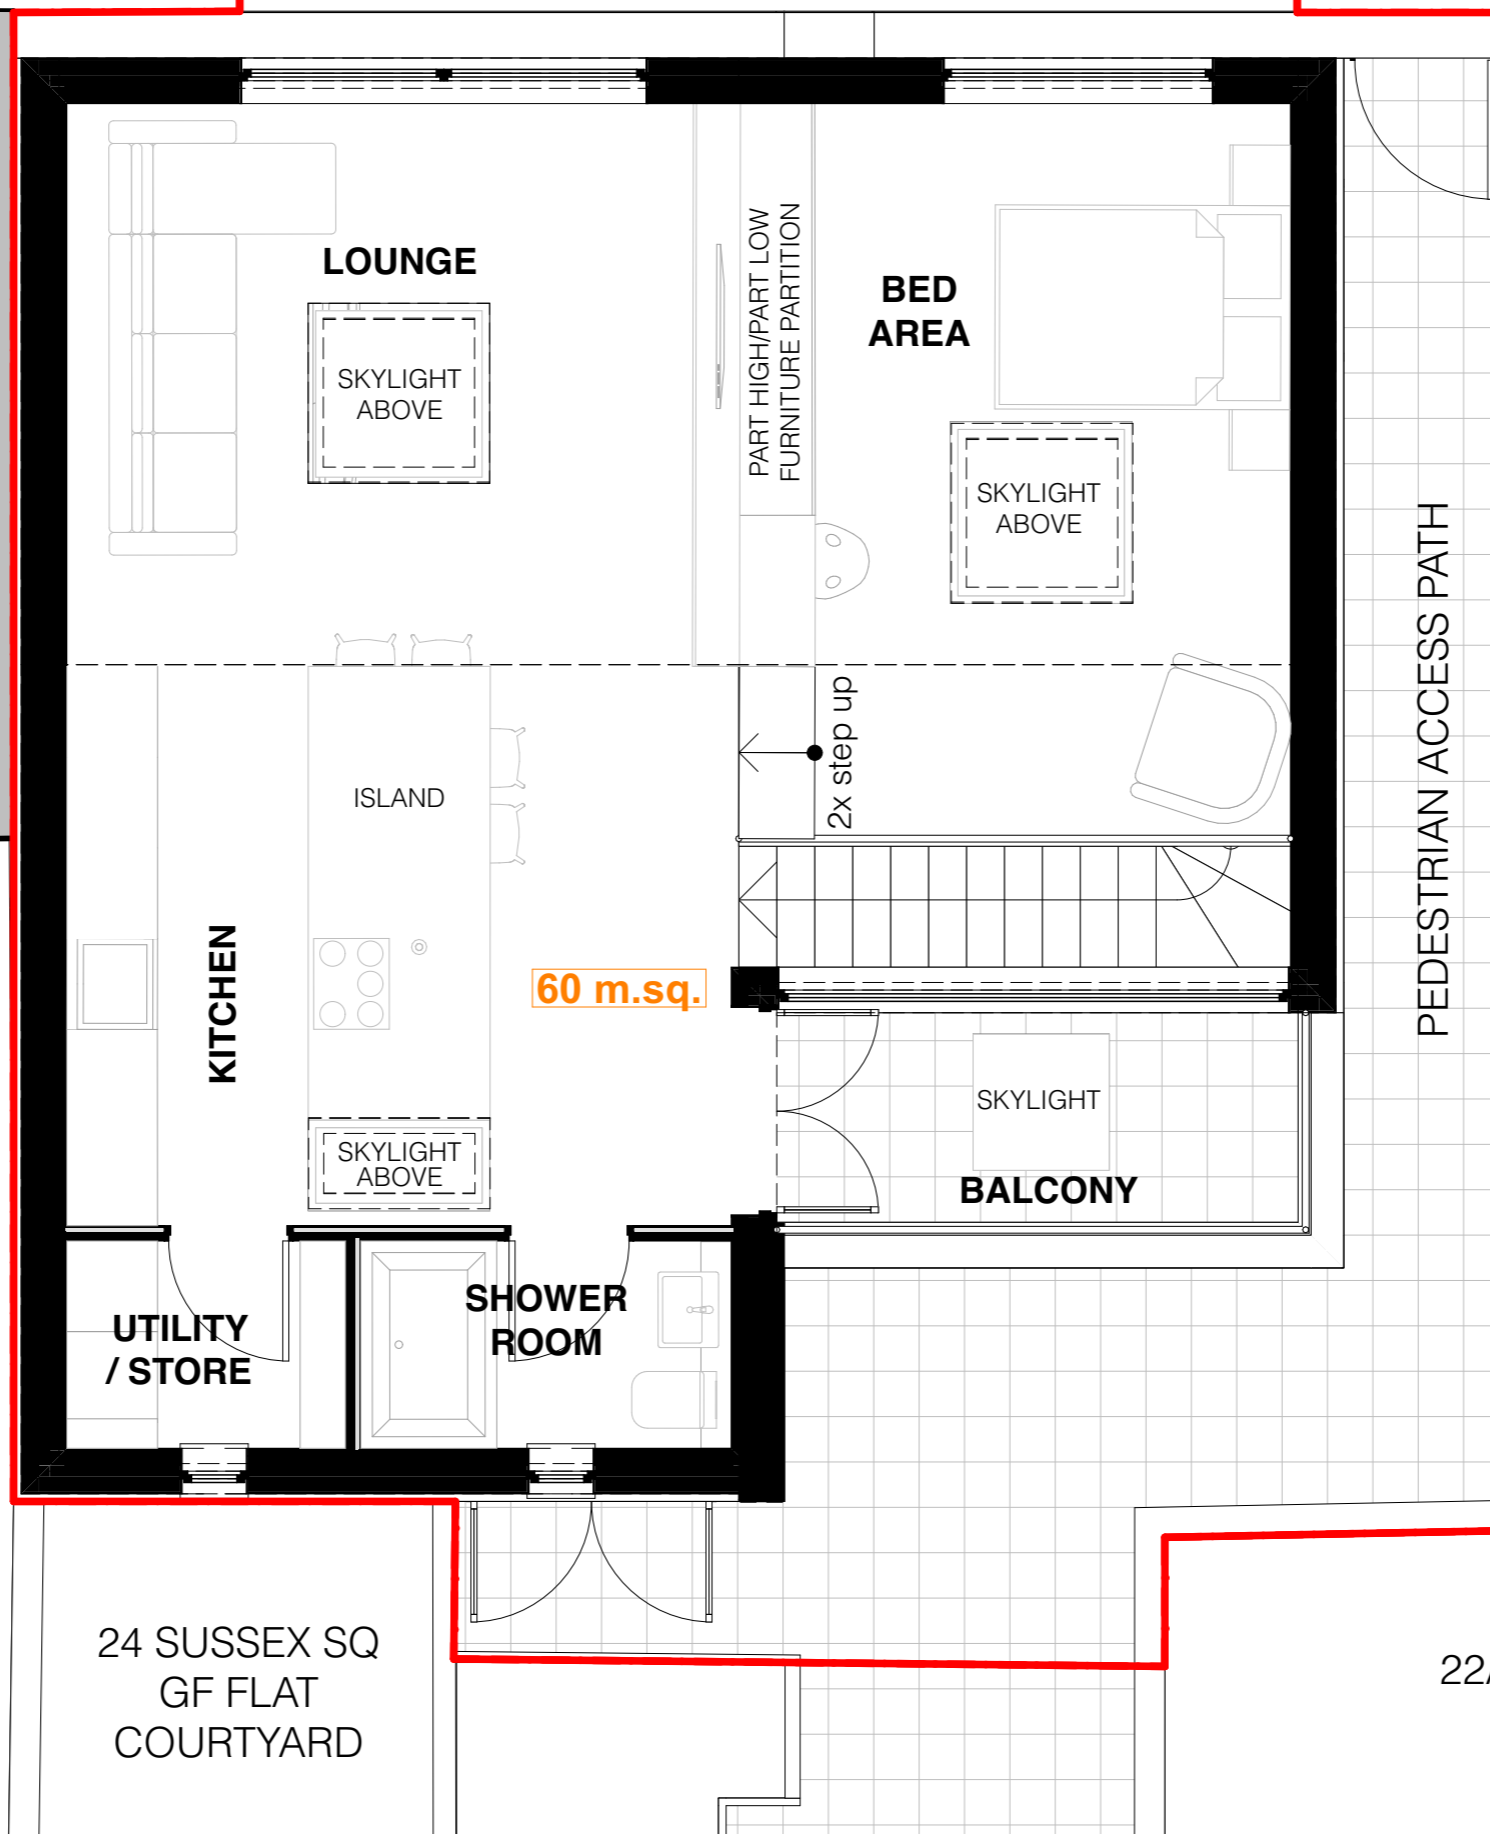 LOUNGE
SKYLIGHT
ABOVE
PART HIGH/PART LOW
FURNITURE PARTITION
BED
AREA
SKYLIGHT
ABOVE
PEDESTRIAN ACCESS PATH
2x step up
ISLAND
KITCHEN
60 m.sq.
SKYLIGHT
ABOVE
SKYLIGHT
BALCONY
UTILITY
/ STORE
SHOWER
ROOM
24 SUSSEX SQ
GF FLAT
COURTYARD